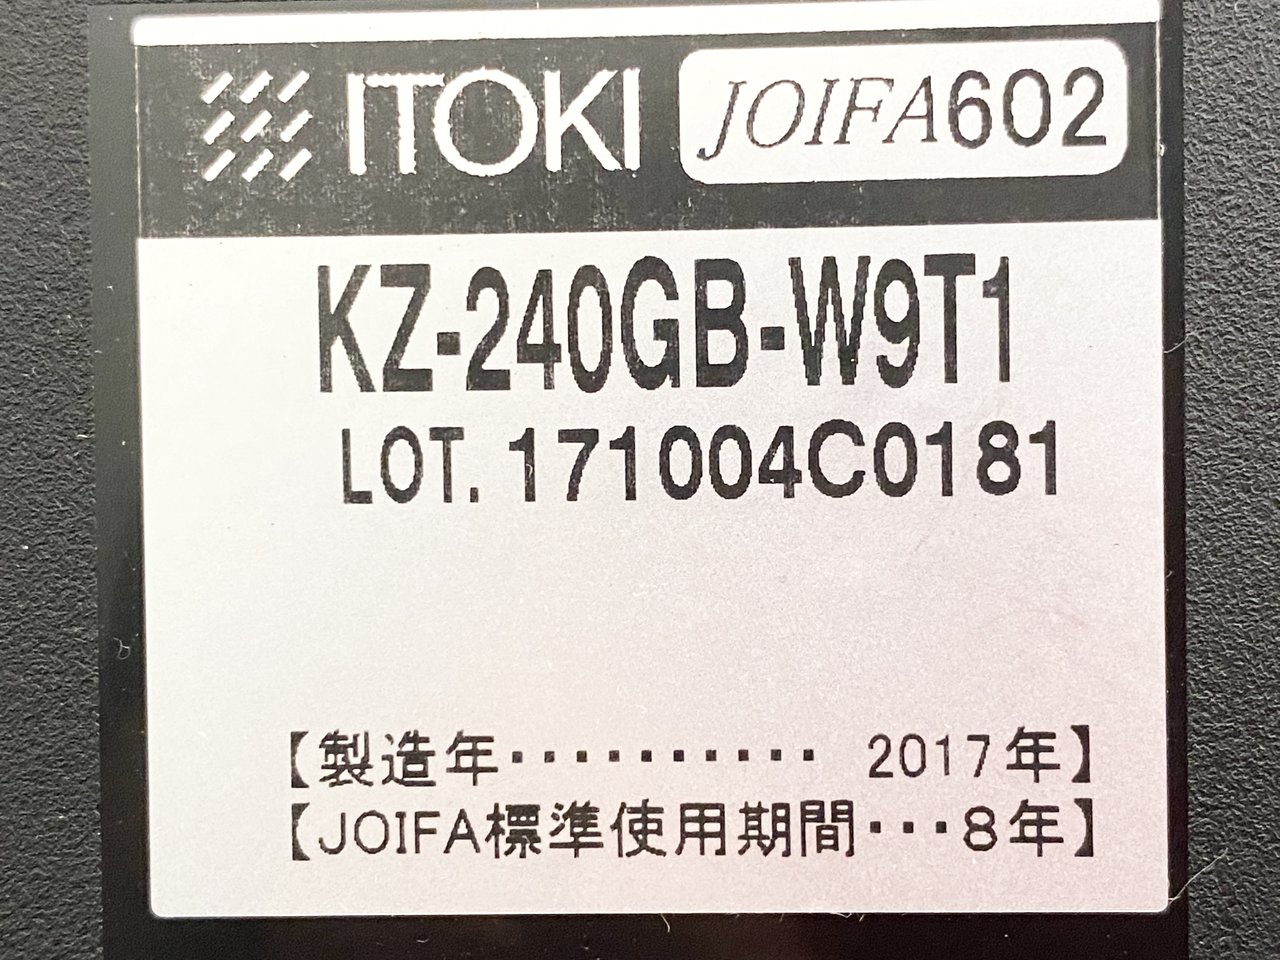 ITOKI JOIFA602
KZ-240GB-W9T1
LOT. 171004C0181
【製造年・・・・・・・・・・ 2017年】
【JOIFA標準使用期間・・・8年】